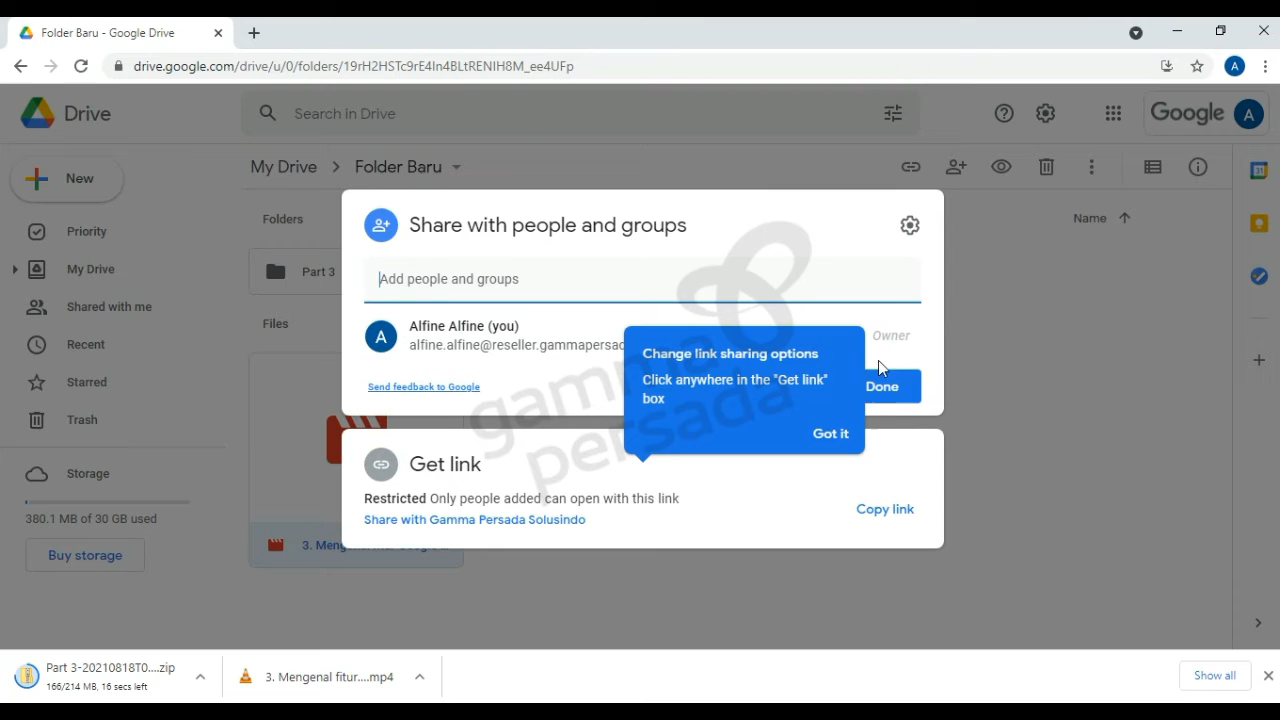 Folder Baru - Google Drive
drive.google.com/drive/u/0/folders/19rH2HSTc9rE4In4BLtRENIH8M_ee4UFp
A
Drive
Search in Drive
Google
A
New
My Drive
Folder Baru
Priority
My Drive
Shared with me
Recent
Starred
Trash
Storage
380.1 MB of 30 GB used
Buy storage
Folders
Name
Part 3
Files
Share with people and groups
Add people and groups
A
Alfine Alfine (you)
alfine.alfine@reseller.gammapersad
Owner
Send feedback to Google
Done
Change link sharing options
Click anywhere in the "Get link"
box
Got it
Get link
Restricted Only people added can open with this link
Share with Gamma Persada Solusindo
Copy link
gamma
persada
Part 3-20210818T0....zip
166/214 MB, 16 secs left
3. Mengenal fitur....mp4
Show all